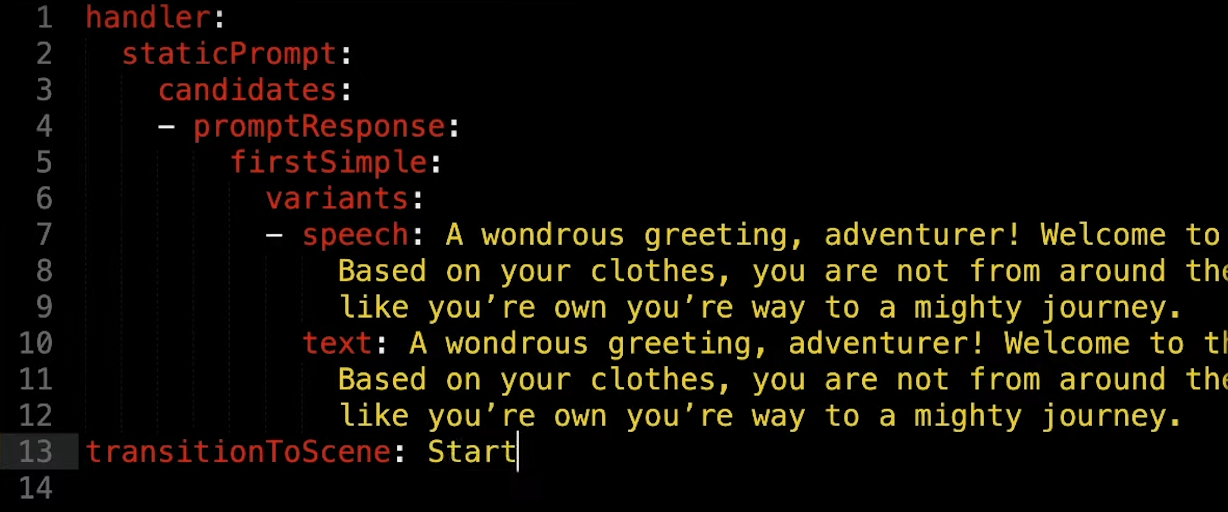 1 handler:
2 staticPrompt:
3 candidates:
4 - promptResponse:
5 firstSimple:
6 variants:
7 - speech: A wondrous greeting, adventurer! Welcome to
8 Based on your clothes, you are not from around the
9 like you’re own you’re way to a mighty journey.
10 text: A wondrous greeting, adventurer! Welcome to th
11 Based on your clothes, you are not from around the
12 like you’re own you’re way to a mighty journey.
13 transitionToScene: Start
14